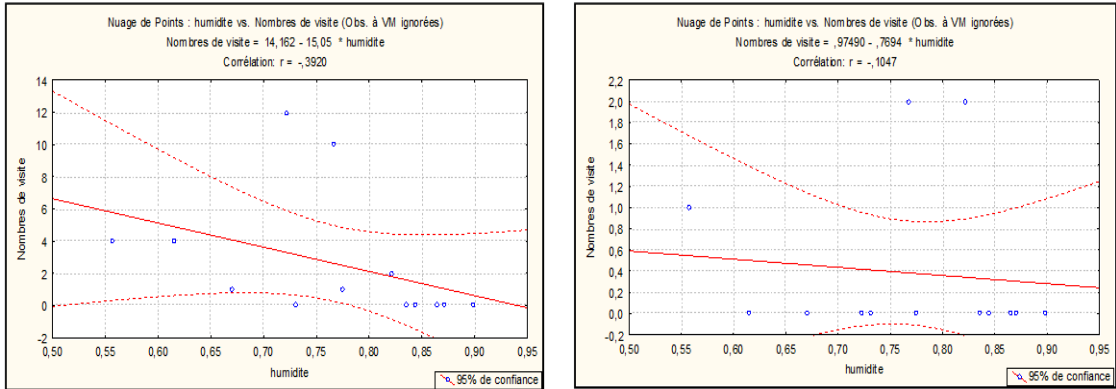 Nuage de Points : humidite vs. Nombres de visite (Obs. à VM ignorées)
Nombres de visite = 14,162 - 15,05 * humidite
Corrélation: r = -,3920
14
12
10
8
6
4
2
0
-2
Nombres de visite
0,50 0,55 0,60 0,65 0,70 0,75 0,80 0,85 0,90 0,95
humidite
95% de confiance
Nuage de Points : humidite vs. Nombres de visite (Obs. à VM ignorées)
Nombres de visite = ,97490 - ,7694 * humidite
Corrélation: r = -,1047
2,2
2,0
1,8
1,6
1,4
1,2
1,0
0,8
0,6
0,4
0,2
0,0
-0,2
Nombres de visite
0,50 0,55 0,60 0,65 0,70 0,75 0,80 0,85 0,90 0,95
humidite
95% de confiance